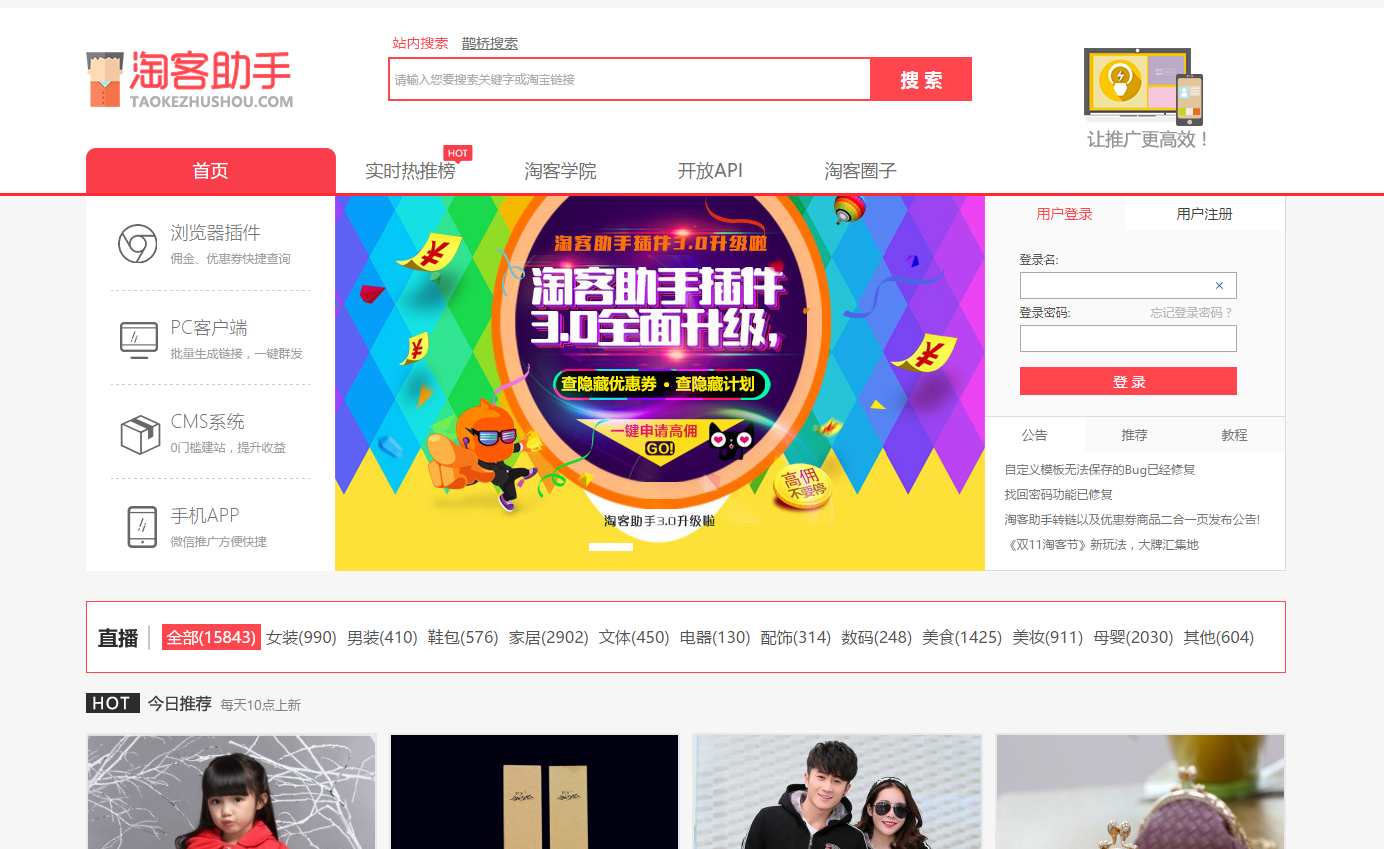 淘客助手
TAOKEZHUSHOU.COM
站内搜索 鹊桥搜索
请输入您要搜索关键字或淘宝链接
搜 索
让推广更高效！
首页 实时热推榜 HOT 淘客学院 开放API 淘客圈子
浏览器插件
佣金、优惠券快捷查询
PC客户端
批量生成链接，一键群发
CMS系统
0门槛建站，提升收益
手机APP
微信推广方便快捷
淘客助手插件3.0升级啦
淘客助手插件
3.0全面升级,
查隐藏优惠券 · 查隐藏计划
一键申请高佣
GO!
高佣
不要停
淘客助手3.0升级啦
用户登录 用户注册
登录名:
登录密码: 忘记登录密码？
登 录
公告 推荐 教程
自定义模板无法保存的Bug已经修复
找回密码功能已修复
淘客助手转链以及优惠券商品二合一页发布公告!
《双11淘客节》新玩法，大牌汇集地
直播 全部(15843) 女装(990) 男装(410) 鞋包(576) 家居(2902) 文体(450) 电器(130) 配饰(314) 数码(248) 美食(1425) 美妆(911) 母婴(2030) 其他(604)
HOT 今日推荐 每天10点上新